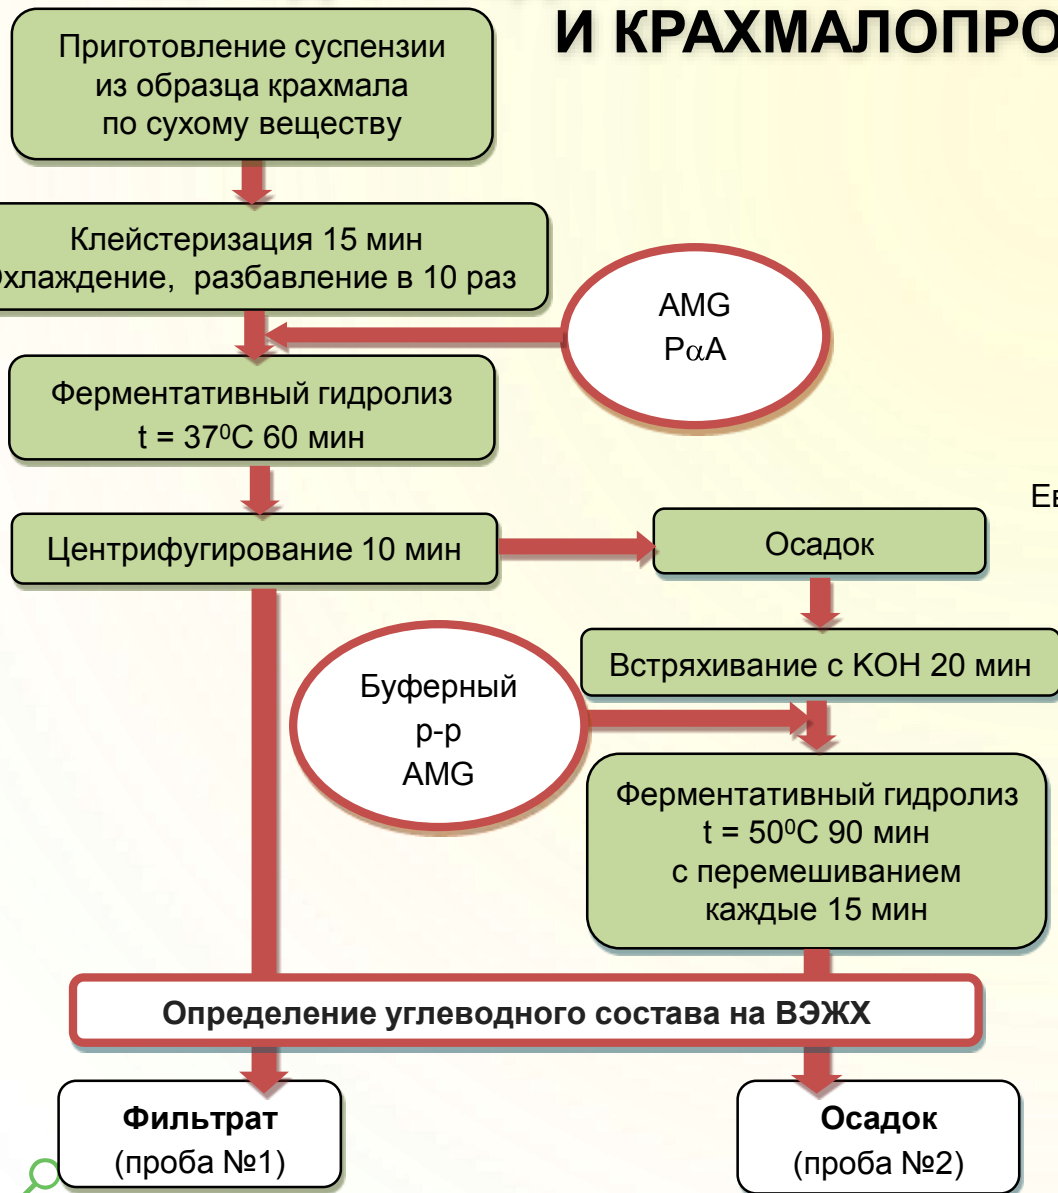 И КРАХМАЛОПРО
Приготовление суспензии
из образца крахмала
по сухому веществу
Клейстеризация 15 мин
Охлаждение, разбавление в 10 раз
AMG
PαA
Ферментативный гидролиз
t = 37⁰C 60 мин
Ев
Центрифугирование 10 мин
Осадок
Встряхивание с KOH 20 мин
Буферный
р-р
AMG
Ферментативный гидролиз
t = 50⁰C 90 мин
с перемешиванием
каждые 15 мин
Определение углеводного состава на ВЭЖХ
Фильтрат
(проба №1)
Осадок
(проба №2)